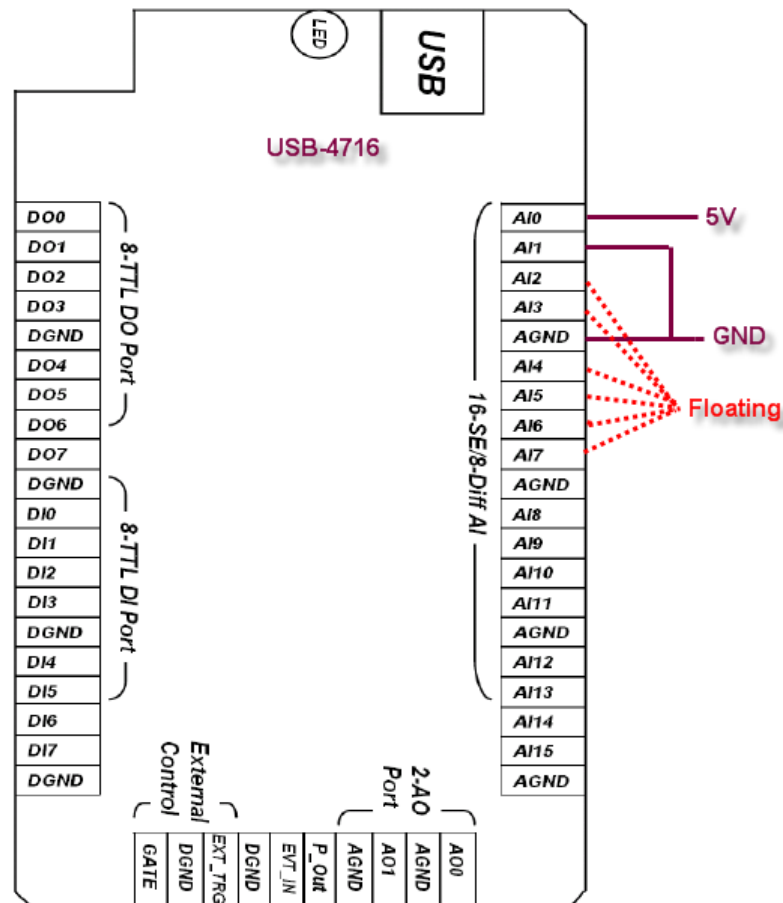 LED
USB
USB-4716
DO0
DO1
DO2
DO3
DGND
DO4
DO5
DO6
DO7
DGND
DI0
DI1
DI2
DI3
DGND
DI4
DI5
DI6
DI7
DGND
8-TTL DO Port
8-TTL DI Port
16-SE/8-Diff AI
AI0
AI1
AI2
AI3
AGND
AI4
AI5
AI6
AI7
AGND
AI8
AI9
AI10
AI11
AGND
AI12
AI13
AI14
AI15
AGND
5V
GND
Floating
External
Control
2-AO
Port
GATE
DGND
EXT_TRG
DGND
EVT_IN
P_Out
AGND
AO1
AGND
AO0